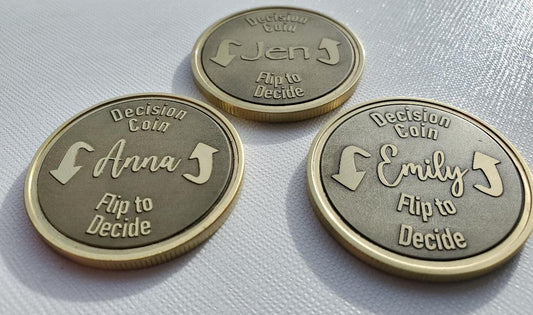 Decision
Coin
Jen
Flip to
Decide
Decision
Coin
Anna
Flip to
Decide
Decision
Coin
Emily
Flip to
Decide